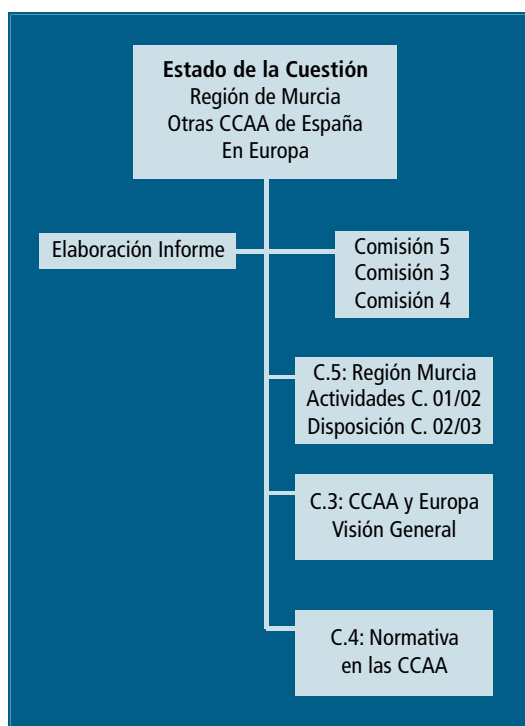 Estado de la Cuestión
Región de Murcia
Otras CCAA de España
En Europa
Elaboración Informe
Comisión 5
Comisión 3
Comisión 4
C.5: Región Murcia
Actividades C. 01/02
Disposición C. 02/03
C.3: CCAA y Europa
Visión General
C.4: Normativa
en las CCAA